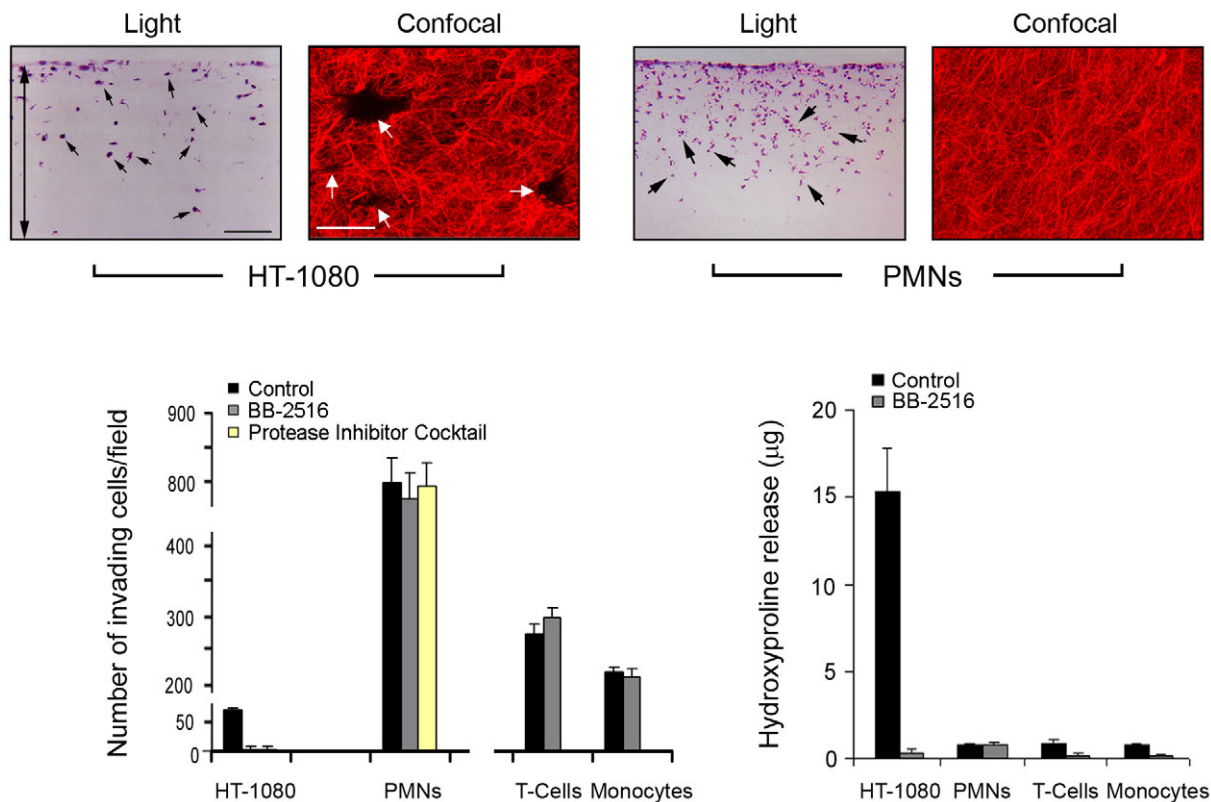 Light
Confocal
Light
Confocal
HT-1080
PMNs
Control
BB-2516
Protease Inhibitor Cocktail
Number of invading cells/field
900
800
400
300
200
50
0
HT-1080
PMNs
T-Cells
Monocytes
Control
BB-2516
Hydroxyproline release (µg)
20
15
10
5
0
HT-1080
PMNs
T-Cells
Monocytes